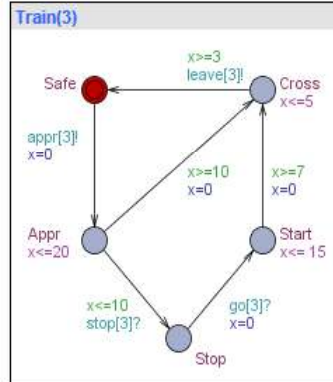 Train(3)
x>=3
leave[3]!
Safe
Cross
x<=5
appr[3]!
x=0
x>=10
x=0
x>=7
x=0
Appr
x<=20
Start
x<= 15
x<=10
stop[3]?
go[3]?
x=0
Stop